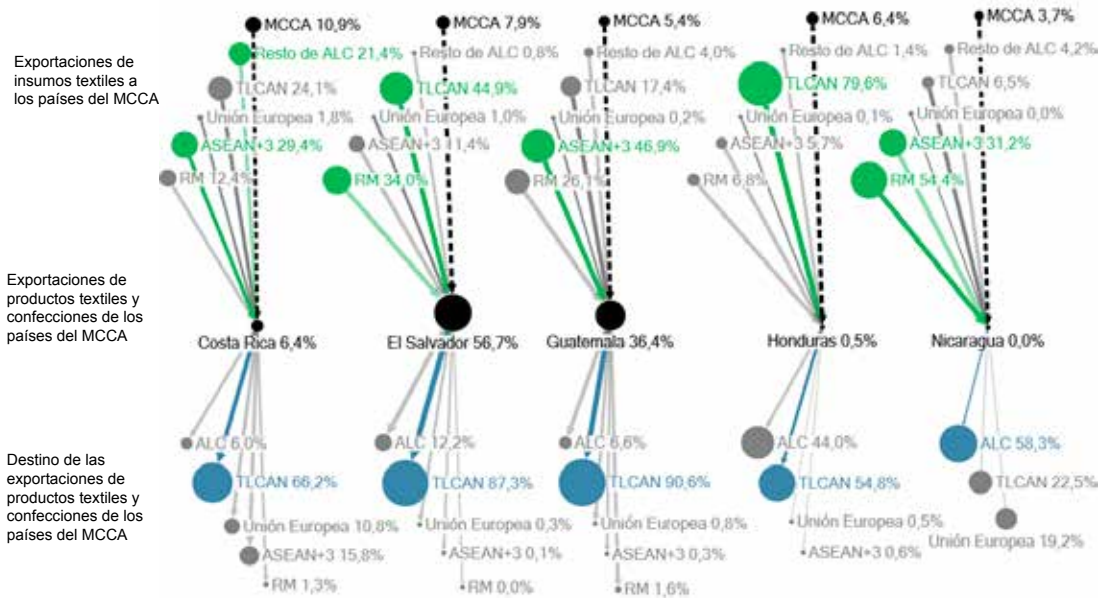 Exportaciones de
insumos textiles a
los países del MCCA
MCCA 10,9%
Resto de ALC 21,4%
TLCAN 24,1%
Unión Europea 1,8%
ASEAN+3 29,4%
RM 12,4%
MCCA 7,9%
Resto de ALC 0,8%
TLCAN 44,9%
Unión Europea 1,0%
ASEAN+3 11,4%
RM 34,0%
MCCA 5,4%
Resto de ALC 4,0%
TLCAN 17,4%
Unión Europea 0,2%
ASEAN+3 46,9%
RM 26,1%
MCCA 6,4%
Resto de ALC 1,4%
TLCAN 79,6%
Unión Europea 0,1%
ASEAN+3 5,7%
RM 6,8%
MCCA 3,7%
Resto de ALC 4,2%
TLCAN 6,5%
Unión Europea 0,0%
ASEAN+3 31,2%
RM 54,4%
Exportaciones de
productos textiles y
confecciones de los
países del MCCA
Costa Rica 6,4%
El Salvador 56,7%
Guatemala 36,4%
Honduras 0,5%
Nicaragua 0,0%
Destino de las
exportaciones de
productos textiles y
confecciones de los
países del MCCA
ALC 6,0%
TLCAN 66,2%
Unión Europea 10,8%
ASEAN+3 15,8%
RM 1,3%
ALC 12,2%
TLCAN 87,3%
Unión Europea 0,3%
ASEAN+3 0,1%
RM 0,0%
ALC 6,6%
TLCAN 90,6%
Unión Europea 0,8%
ASEAN+3 0,3%
RM 1,6%
ALC 44,0%
TLCAN 54,8%
Unión Europea 0,5%
ASEAN+3 0,6%
ALC 58,3%
TLCAN 22,5%
Unión Europea 19,2%